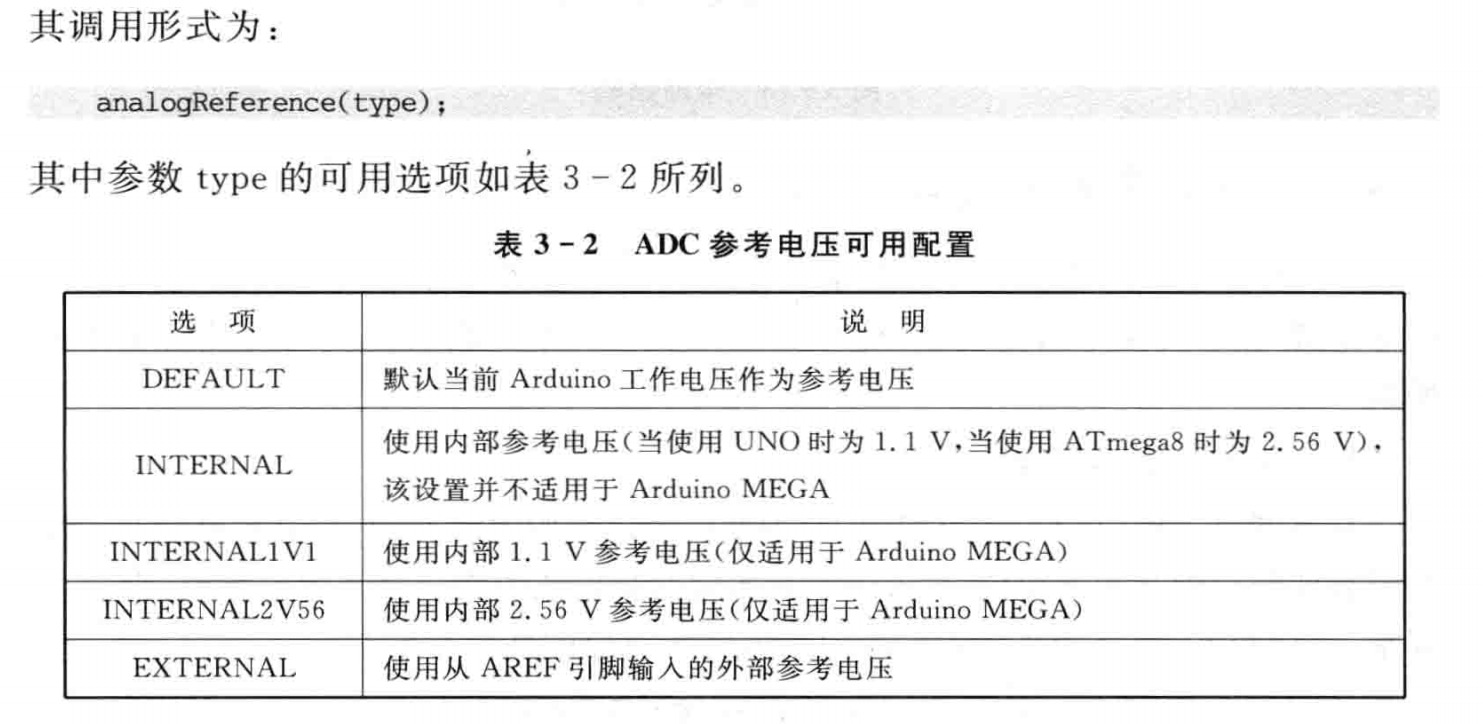 其调用形式为：
analogReference(type);
其中参数 type 的可用选项如表 3-2 所列。
表 3-2 ADC 参考电压可用配置
选 项 说 明
DEFAULT 默认当前 Arduino 工作电压作为参考电压
INTERNAL 使用内部参考电压(当使用 UNO 时为 1.1 V,当使用 ATmega8 时为 2.56 V),
该设置并不适用于 Arduino MEGA
INTERNAL1V1 使用内部 1.1 V 参考电压(仅适用于 Arduino MEGA)
INTERNAL2V56 使用内部 2.56 V 参考电压(仅适用于 Arduino MEGA)
EXTERNAL 使用从 AREF 引脚输入的外部参考电压